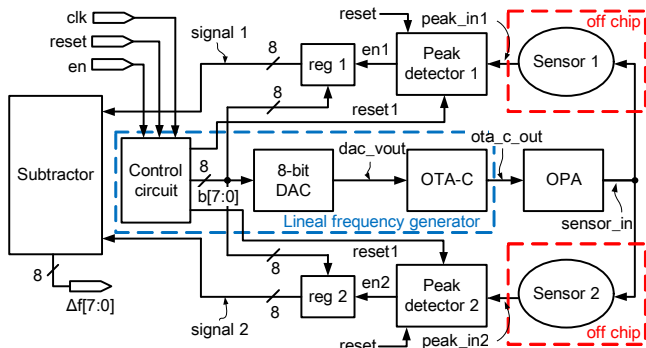 clk
reset
en
signal 1
8
8
reg 1
en1
reset
Peak
detector 1
peak_in1
off chip
Sensor 1
reset1
Subtractor
Control
circuit
8
b[7:0]
8-bit
DAC
dac_vout
OTA-C
ota_c_out
OPA
sensor_in
Lineal frequency generator
8
Δf[7:0]
8
reset1
reg 2
en2
Peak
detector 2
Sensor 2
signal 2
8
reset
peak_in2
off chip